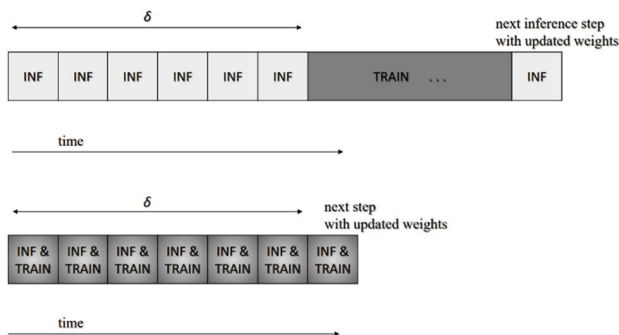 δ
next inference step
with updated weights
INF INF INF INF INF INF TRAIN ... INF
time
δ
next step
with updated weights
INF & INF & INF & INF & INF & INF & INF &
TRAIN TRAIN TRAIN TRAIN TRAIN TRAIN TRAIN
time